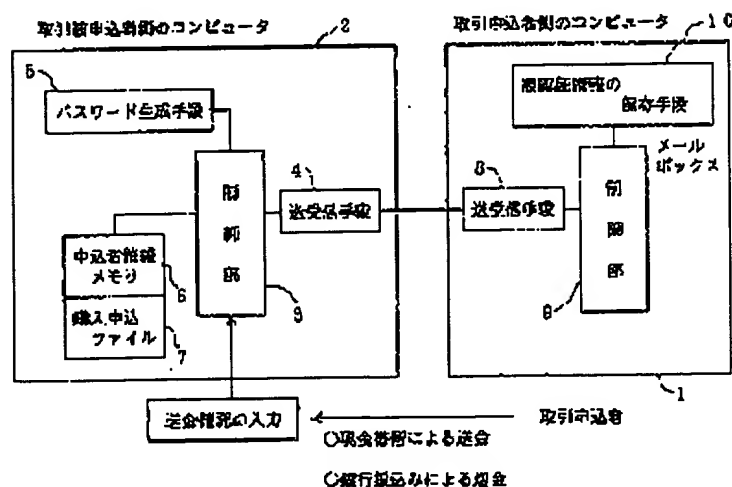 取引被申込者側のコンピュータ
2
取引申込者側のコンピュータ
10
5
パスワード生成手段
被認証情報の
保存手段
メール
ボックス
4
送受信手段
3
送受信手段
制
御
部
制
御
部
申込者情報
メモリ
6
9
8
購入申込
ファイル
7
1
送金情況の入力
取引申込者
○現金書留による送金
○銀行振込みによる送金